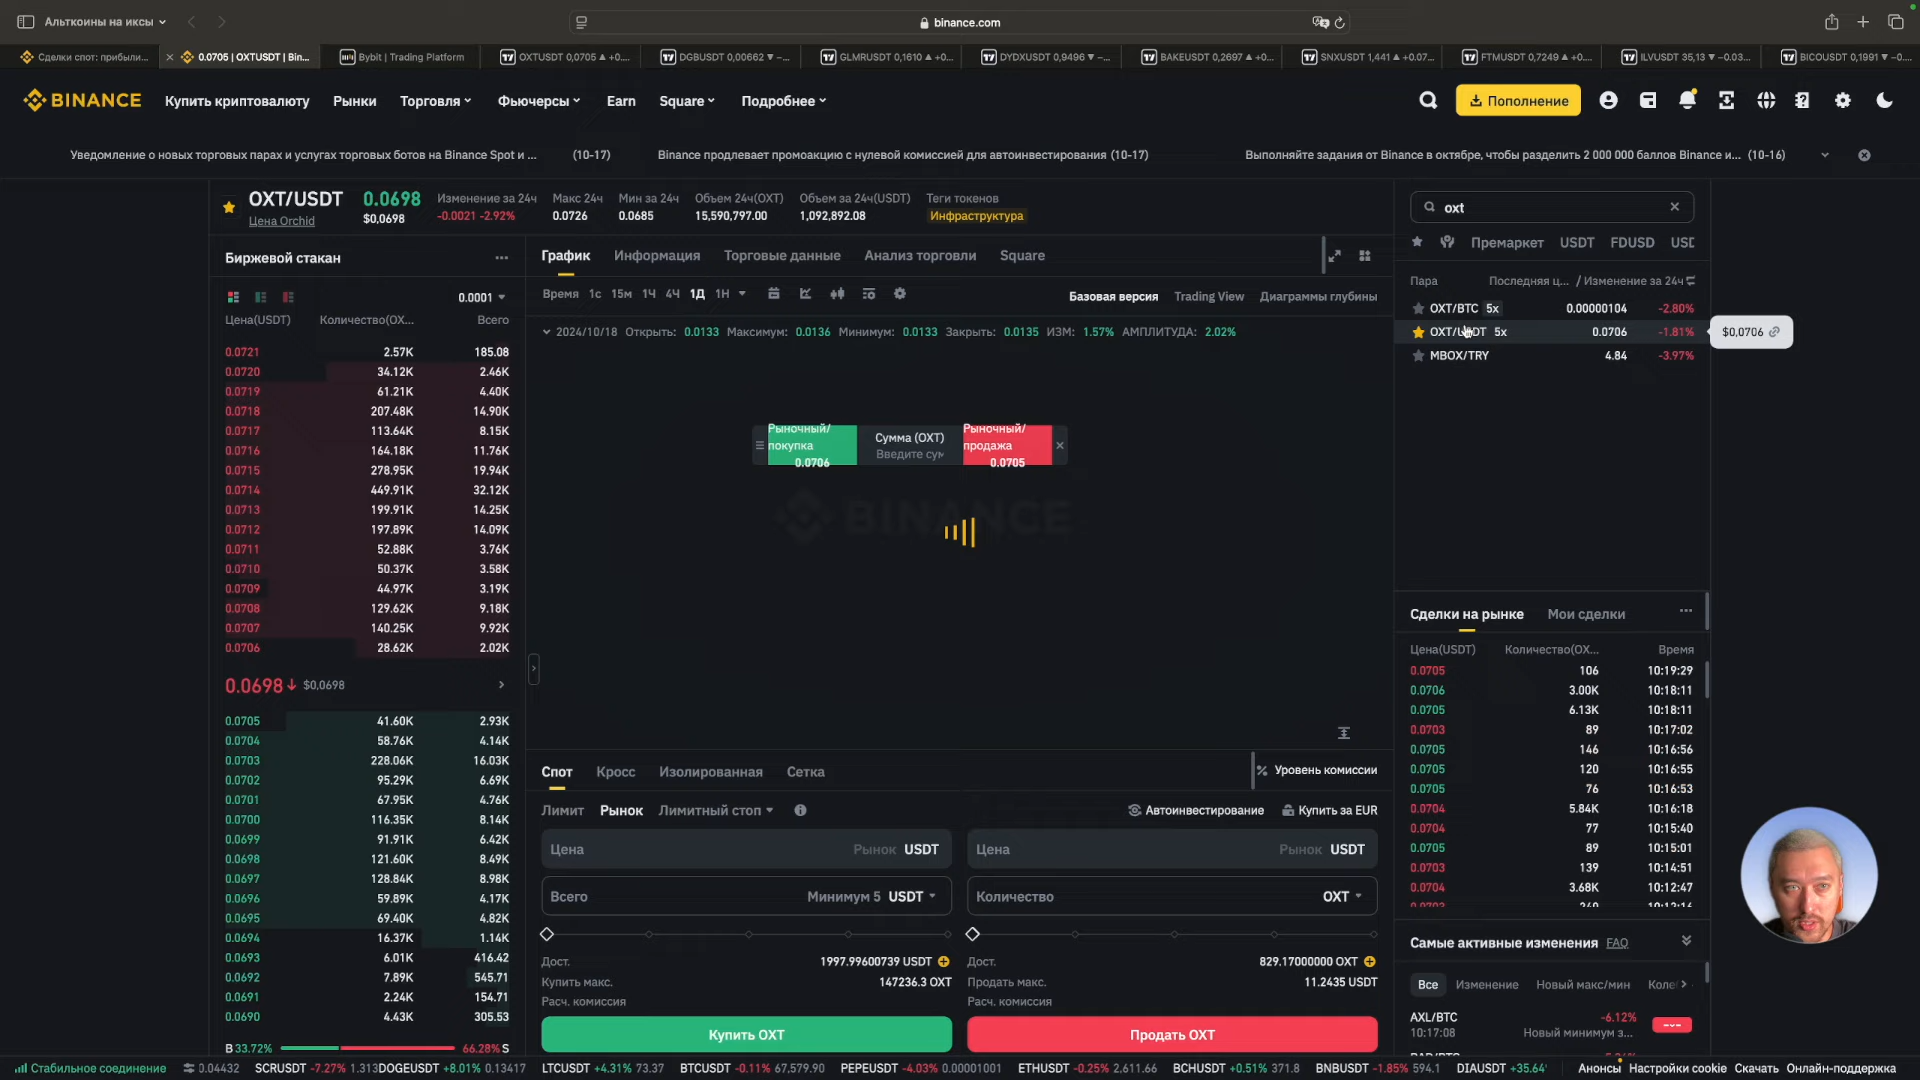 Альткоины на иксы
binance.com
Сделки спот: прибыли...
0.0705 | OXTUSDT | Bin...
Bybit | Trading Platform
OXTUSDT 0,0705 ▲ +0....
DGBUSDT 0,00662 ▼ −...
GLMRUSDT 0,1610 ▲ +0...
DYDXUSDT 0,9496 ▼ −...
BAKEUSDT 0,2697 ▲ +0...
SNXUSDT 1,441 ▲ +0.07...
FTMUSDT 0,7249 ▲ +0....
ILVUSDT 35,13 ▼ −0.03...
BICOUSDT 0,1991 ▼ −0....
BINANCE
Купить криптовалюту
Рынки
Торговля
Фьючерсы
Earn
Square
Подробнее
Пополнение
Уведомление о новых торговых парах и услугах торговых ботов на Binance Spot и ... (10-17)
Binance продлевает промоакцию с нулевой комиссией для автоинвестирования (10-17)
Выполняйте задания от Binance в октябре, чтобы разделить 2 000 000 баллов Binance и... (10-16)
OXT/USDT
Цена Orchid
0.0698
$0,0698
Изменение за 24ч
-0.0021 -2.92%
Макс 24ч
0.0726
Мин за 24ч
0.0685
Объем 24ч(OXT)
15,590,797.00
Объем за 24ч(USDT)
1,092,892.08
Теги токенов
Инфраструктура
Биржевой стакан
0.0001
Цена(USDT) Количество(OX... Всего
0.0721 2.57K 185.08
0.0720 34.12K 2.46K
0.0719 61.21K 4.40K
0.0718 207.48K 14.90K
0.0717 113.64K 8.15K
0.0716 164.18K 11.76K
0.0715 278.95K 19.94K
0.0714 449.91K 32.12K
0.0713 199.91K 14.25K
0.0712 197.89K 14.09K
0.0711 52.88K 3.76K
0.0710 50.37K 3.58K
0.0709 44.97K 3.19K
0.0708 129.62K 9.18K
0.0707 140.25K 9.92K
0.0706 28.62K 2.02K
0.0698 $0,0698
0.0705 41.60K 2.93K
0.0704 58.76K 4.14K
0.0703 228.06K 16.03K
0.0702 95.29K 6.69K
0.0701 67.95K 4.76K
0.0700 116.35K 8.14K
0.0699 91.91K 6.42K
0.0698 121.60K 8.49K
0.0697 128.84K 8.98K
0.0696 59.89K 4.17K
0.0695 69.40K 4.82K
0.0694 16.37K 1.14K
0.0693 6.01K 416.42
0.0692 7.89K 545.71
0.0691 2.24K 154.71
0.0690 4.43K 305.53
B 33.72% 66.28% S
График
Информация
Торговые данные
Анализ торговли
Square
Время 1с 15м 1Ч 4Ч 1Д 1Н
Базовая версия
Trading View
Диаграммы глубины
2024/10/18 Открыть: 0.0133 Максимум: 0.0136 Минимум: 0.0133 Закрыть: 0.0135 ИЗМ: 1.57% АМПЛИТУДА: 2.02%
Рыночный/покупка
0.0706
Сумма (OXT)
Введите сум
Рыночный/продажа
0.0705
BINANCE
Спот
Кросс
Изолированная
Сетка
Уровень комиссии
Лимит
Рынок
Лимитный стоп
Автоинвестирование
Купить за EUR
Цена Рынок USDT
Цена Рынок USDT
Всего Минимум 5 USDT
Количество OXT
Дост. 1997.99600739 USDT
Купить макс. 147236.3 OXT
Расч. комиссия
Купить OXT
Дост. 829.17000000 OXT
Продать макс. 11.2435 USDT
Расч. комиссия
Продать OXT
oxt
Премаркет
USDT
FDUSD
Пара Последняя ц... / Изменение за 24ч
OXT/BTC 5x 0.00000104 -2.80%
OXT/USDT 5x 0.0706 -1.81%
$0,0706
MBOX/TRY 4.84 -3.97%
Сделки на рынке
Мои сделки
Цена(USDT) Количество(OX... Время
0.0705 106 10:19:29
0.0706 3.00K 10:18:11
0.0705 6.13K 10:18:11
0.0703 89 10:17:02
0.0705 146 10:16:56
0.0705 120 10:16:55
0.0705 76 10:16:53
0.0704 5.84K 10:16:18
0.0704 77 10:15:40
0.0705 89 10:15:01
0.0703 139 10:14:51
0.0704 3.68K 10:12:47
Самые активные изменения
FAQ
Все
Изменение
Новый макс/мин
Коле
AXL/BTC -6.12%
10:17:08 Новый минимум з...
Стабильное соединение
0.04432
SCRUSDT -7.27% 1.313
DOGEUSDT +8.01% 0.13417
LTCUSDT +4.31% 73.37
BTCUSDT -0.11% 67,579.90
PEPEUSDT -4.03% 0.00001001
ETHUSDT -0.25% 2,611.66
BCHUSDT +0.51% 371.8
BNBUSDT -1.85% 594.1
DIAUSDT +35.64
Анонсы
Настройки cookie
Скачать
Онлайн-поддержка